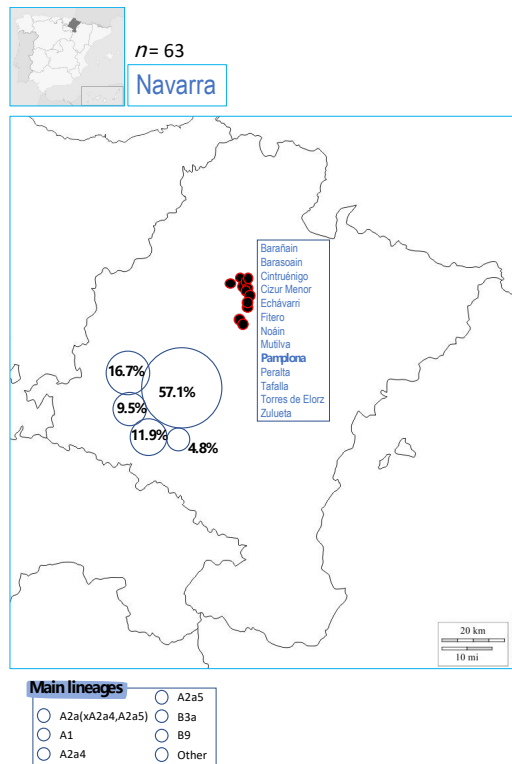 n= 63
Navarra
Barañain
Barasoain
Cintruénigo
Cizur Menor
Echávarri
Fitero
Noáin
Mutilva
Pamplona
Peralta
Tafalla
Torres de Elorz
Zulueta
16.7%
57.1%
9.5%
11.9%
4.8%
20 km
10 mi
Main lineages
A2a(xA2a4,A2a5)
A1
A2a4
A2a5
B3a
B9
Other